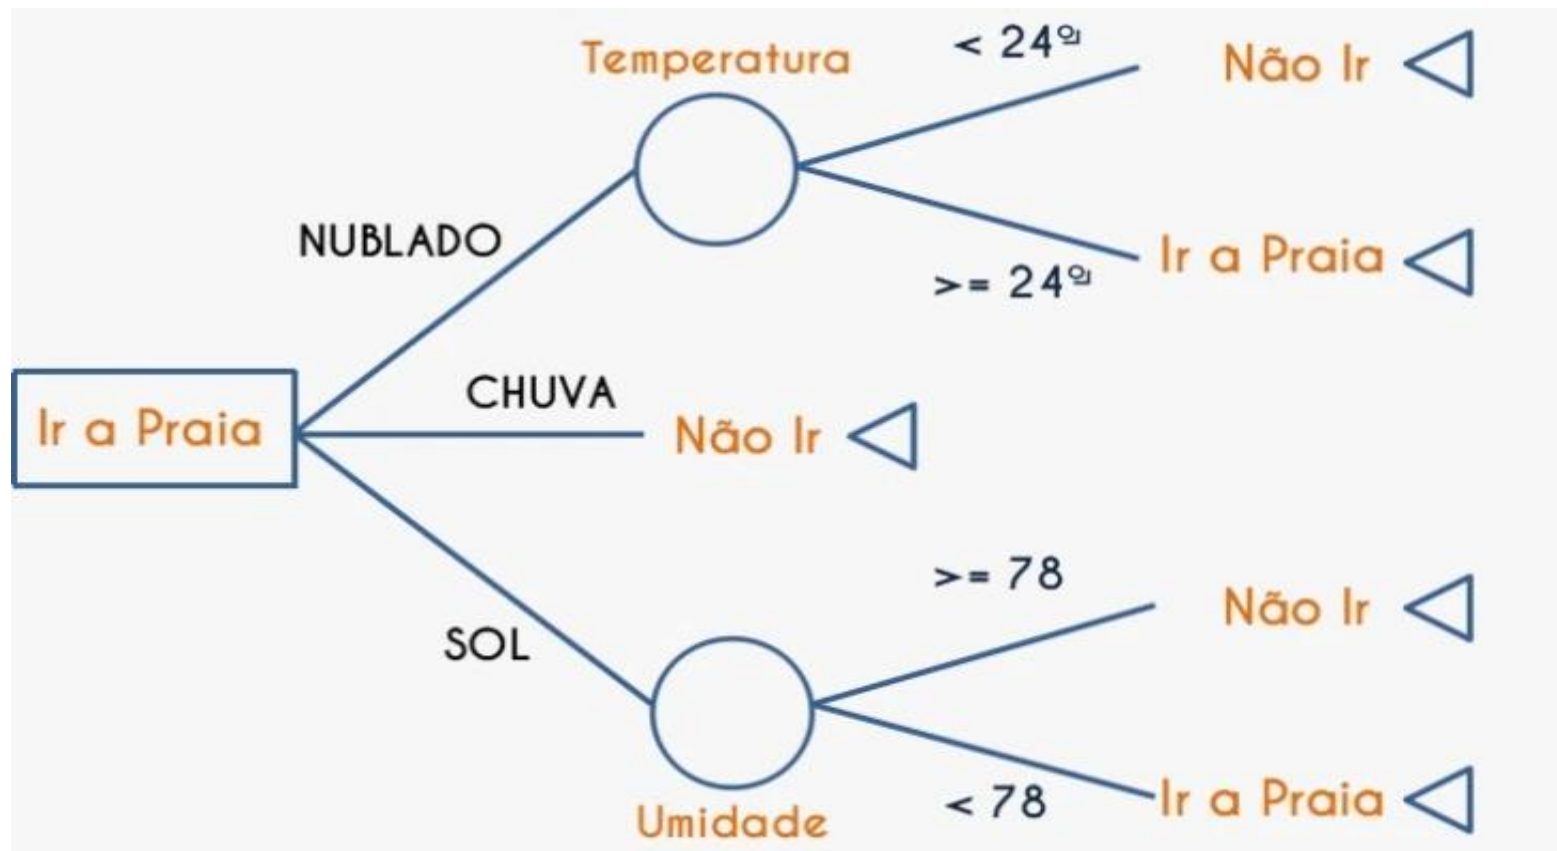 Temperatura
< 24º
Não Ir
NUBLADO
>= 24º
Ir a Praia
CHUVA
Ir a Praia
Não Ir
>= 78
Não Ir
SOL
< 78
Ir a Praia
Umidade